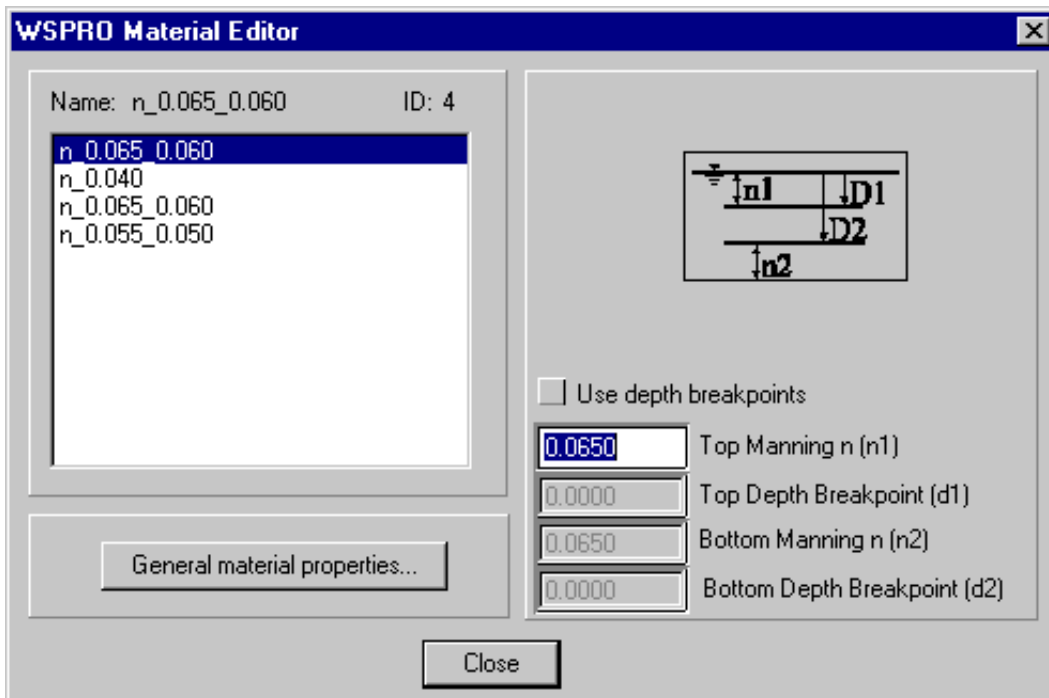 WSPRO Material Editor
Name: n_0.065_0.060 ID: 4
n_0.065_0.060
n_0.040
n_0.065_0.060
n_0.055_0.050
General material properties...
n1 D1
D2
n2
Use depth breakpoints
0.0650 Top Manning n (n1)
0.0000 Top Depth Breakpoint (d1)
0.0650 Bottom Manning n (n2)
0.0000 Bottom Depth Breakpoint (d2)
Close